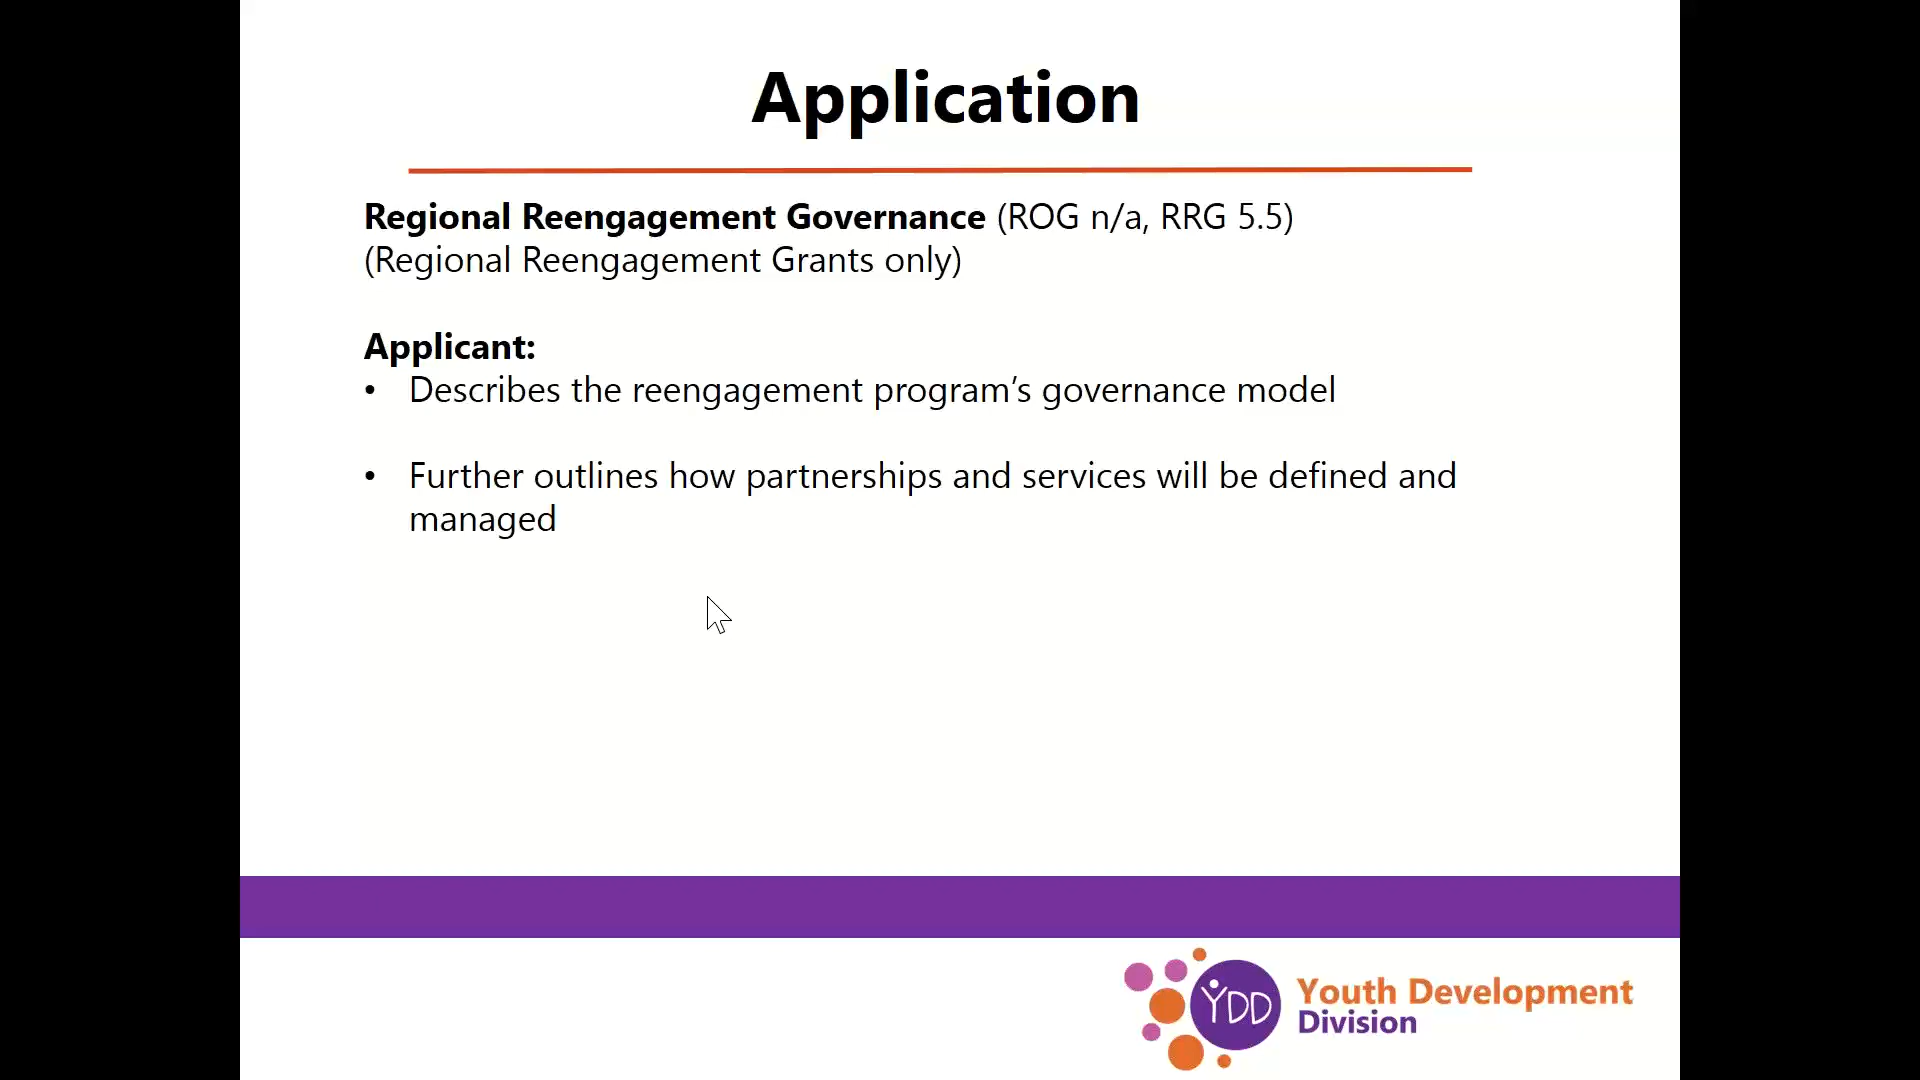 Application
Regional Reengagement Governance (ROG n/a, RRG 5.5)
(Regional Reengagement Grants only)
Applicant:
• Describes the reengagement program’s governance model
• Further outlines how partnerships and services will be defined and
managed
YDD
Youth Development
Division